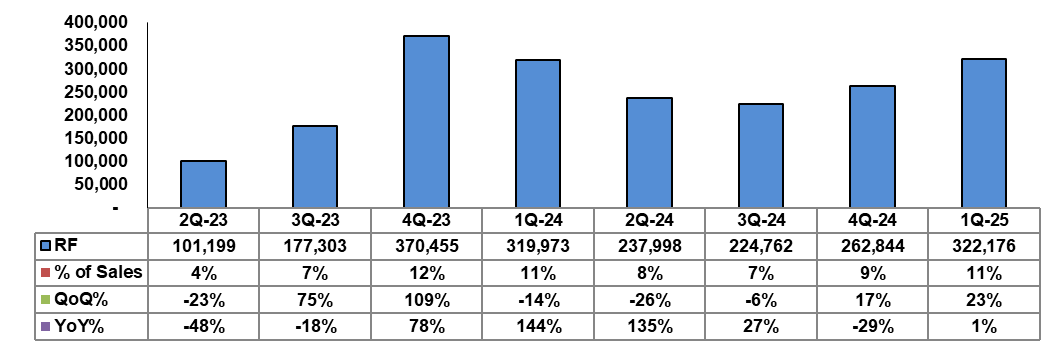 400,000
350,000
300,000
250,000
200,000
150,000
100,000
50,000
-
2Q-23 3Q-23 4Q-23 1Q-24 2Q-24 3Q-24 4Q-24 1Q-25
RF 101,199 177,303 370,455 319,973 237,998 224,762 262,844 322,176
% of Sales 4% 7% 12% 11% 8% 7% 9% 11%
QoQ% -23% 75% 109% -14% -26% -6% 17% 23%
YoY% -48% -18% 78% 144% 135% 27% -29% 1%